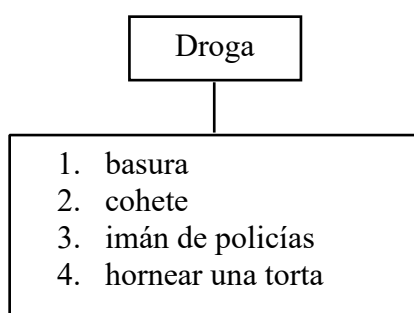 Droga
1. basura
2. cohete
3. imán de policías
4. hornear una torta